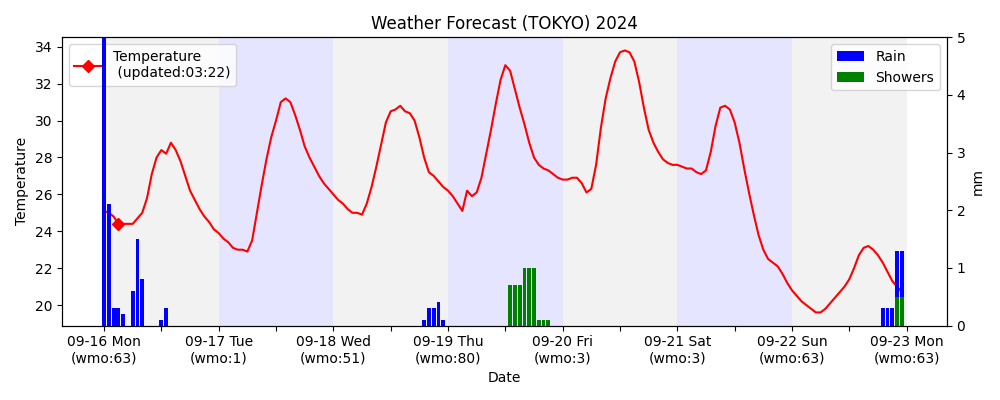 Weather Forecast (TOKYO) 2024
Temperature
(updated:03:22)
Rain
Showers
34
32
30
28
26
24
22
20
Temperature
5
4
3
2
1
0
mm
09-16 Mon 09-17 Tue 09-18 Wed 09-19 Thu 09-20 Fri 09-21 Sat 09-22 Sun 09-23 Mon
(wmo:63) (wmo:1) (wmo:51) (wmo:80) (wmo:3) (wmo:3) (wmo:63) (wmo:63)
Date